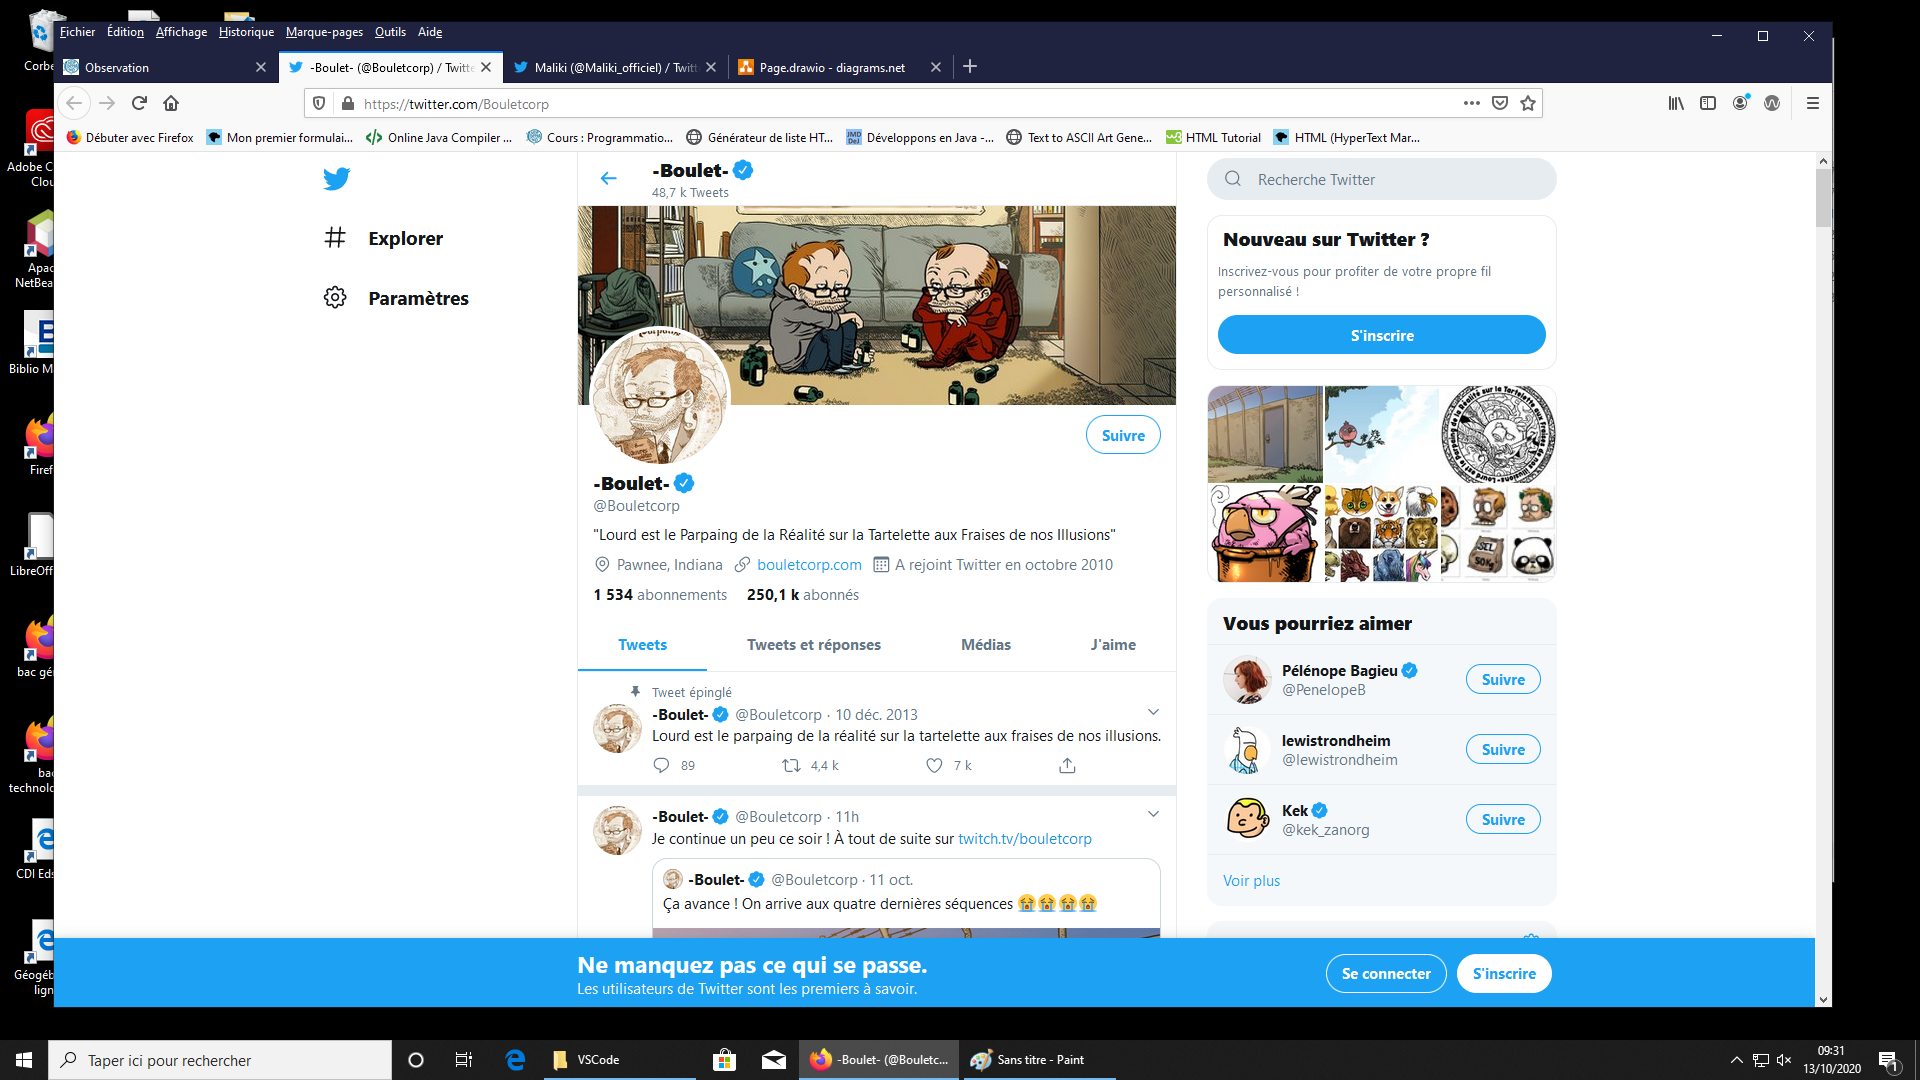 Corbe
Fichier Édition Affichage Historique Marque-pages Outils Aide
Observation
-Boulet- (@Bouletcorp) / Twitte
Maliki (@Maliki_officiel) / Twitt
Page.drawio - diagrams.net
https://twitter.com/Bouletcorp
Débuter avec Firefox
Mon premier formulai...
Online Java Compiler ...
Cours : Programmatio...
Générateur de liste HT...
Développons en Java -...
Text to ASCII Art Gene...
HTML Tutorial
HTML (HyperText Mar...
Adobe C
Clou
Apac
NetBea
Biblio M
Firef
LibreOff
bac gé
bac
technolo
CDI Eds
Géogéb
lign
Explorer
Paramètres
-Boulet-
48,7 k Tweets
Suivre
-Boulet-
@Bouletcorp
"Lourd est le Parpaing de la Réalité sur la Tartelette aux Fraises de nos Illusions"
Pawnee, Indiana bouletcorp.com A rejoint Twitter en octobre 2010
1 534 abonnements 250,1 k abonnés
Tweets Tweets et réponses Médias J'aime
Tweet épinglé
-Boulet- @Bouletcorp · 10 déc. 2013
Lourd est le parpaing de la réalité sur la tartelette aux fraises de nos illusions.
89 4,4 k 7 k
-Boulet- @Bouletcorp · 11h
Je continue un peu ce soir ! À tout de suite sur twitch.tv/bouletcorp
-Boulet- @Bouletcorp · 11 oct.
Ça avance ! On arrive aux quatre dernières séquences 😭😭😭😭
Recherche Twitter
Nouveau sur Twitter ?
Inscrivez-vous pour profiter de votre propre fil
personnalisé !
S'inscrire
SEL
50Kg
Vous pourriez aimer
Pélénope Bagieu
@PenelopeB
Suivre
lewistrondheim
@lewistrondheim
Suivre
Kek
@kek_zanorg
Suivre
Voir plus
Ne manquez pas ce qui se passe.
Les utilisateurs de Twitter sont les premiers à savoir.
Se connecter
S'inscrire
Taper ici pour rechercher
VSCode
-Boulet- (@Bouletc...
Sans titre - Paint
09:31
13/10/2020
1